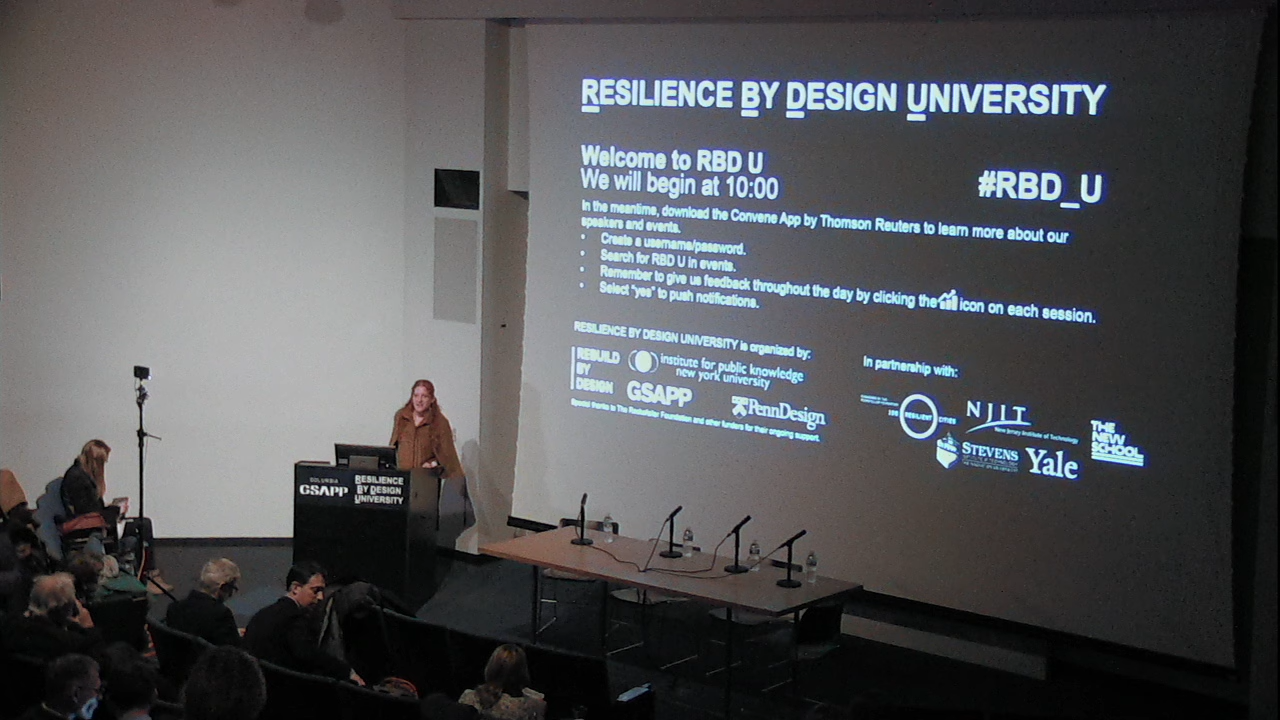 RESILIENCE BY DESIGN UNIVERSITY
Welcome to RBD U
We will begin at 10:00
#RBD_U
In the meantime, download the Convene App by Thomson Reuters to learn more about our
speakers and events.
• Create a username/password.
• Search for RBD U in events.
• Remember to give us feedback throughout the day by clicking the icon on each session.
• Select "yes" to push notifications.
RESILIENCE BY DESIGN UNIVERSITY is organized by:
REBUILD
BY
DESIGN
institute for public knowledge
new york university
GSAPP
PennDesign
Special thanks to The Rockefeller Foundation and other funders for their ongoing support.
In partnership with:
100 RESILIENT CITIES
NJIT
New Jersey Institute of Technology
STEVENS
INSTITUTE of TECHNOLOGY
Yale
THE
NEW
SCHOOL
COLUMBIA
GSAPP
RESILIENCE
BY DESIGN
UNIVERSITY